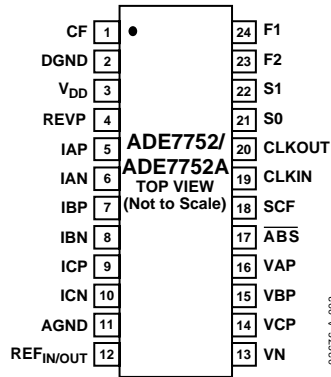 CF 1 24 F1
DGND 2 23 F2
VDD 3 22 S1
REVP 4 21 S0
IAP 5 20 CLKOUT
IAN 6 19 CLKIN
IBP 7 18 SCF
IBN 8 17 ABS
ICP 9 16 VAP
ICN 10 15 VBP
AGND 11 14 VCP
REFIN/OUT 12 13 VN
ADE7752/
ADE7752A
TOP VIEW
(Not to Scale)